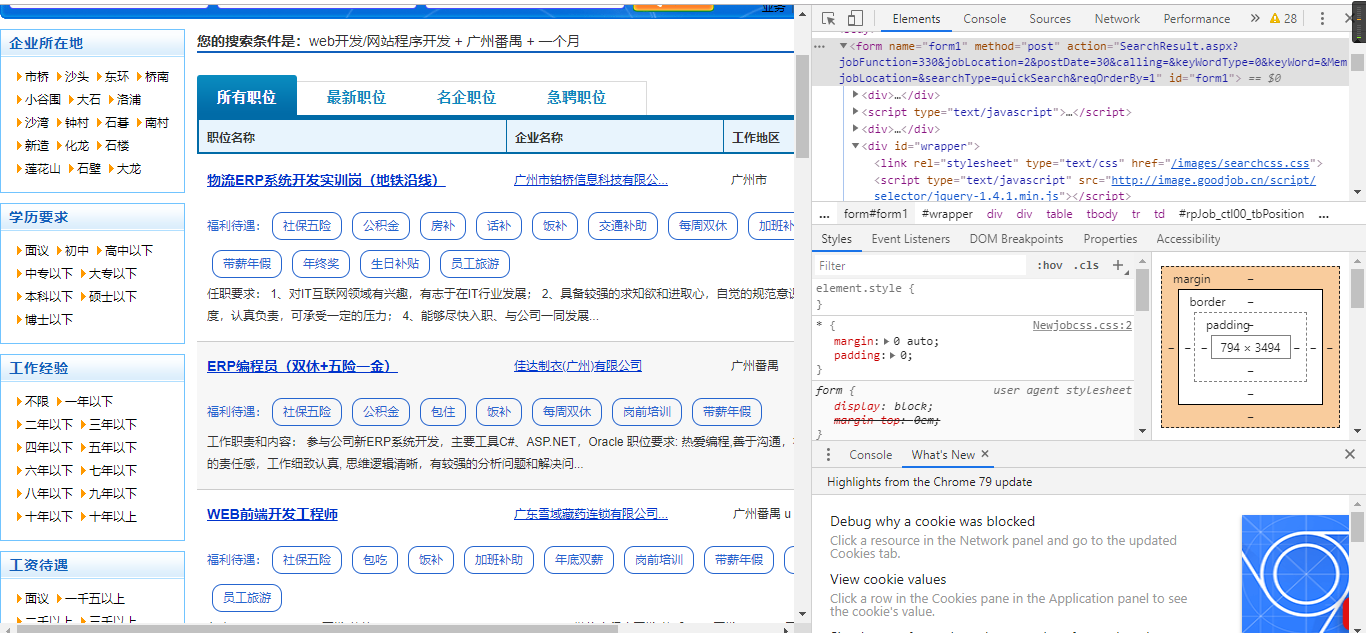 业务
企业所在地
市桥 沙头 东环 桥南
小谷围 大石 洛浦
沙湾 钟村 石碁 南村
新造 化龙 石楼
莲花山 石壁 大龙
学历要求
面议 初中 高中以下
中专以下 大专以下
本科以下 硕士以下
博士以下
工作经验
不限 一年以下
二年以下 三年以下
四年以下 五年以下
六年以下 七年以下
八年以下 九年以下
十年以下 十年以上
工资待遇
面议 一千五以上
二千以上 三千以上
您的搜索条件是：web开发/网站程序开发 + 广州番禺 + 一个月
所有职位 最新职位 名企职位 急聘职位
职位名称 企业名称 工作地区
物流ERP系统开发实训岗（地铁沿线） 广州市铂桥信息科技有限公... 广州市
福利待遇： 社保五险 公积金 房补 话补 饭补 交通补助 每周双休 加班补
带薪年假 年终奖 生日补贴 员工旅游
任职要求： 1、对IT互联网领域有兴趣，有志于在IT行业发展； 2、具备较强的求知欲和进取心，自觉的规范意
度，认真负责，可承受一定的压力； 4、能够尽快入职、与公司一同发展...
ERP编程员（双休+五险一金） 佳达制衣(广州)有限公司 广州番禺
福利待遇： 社保五险 公积金 包住 饭补 每周双休 岗前培训 带薪年假
工作职责和内容： 参与公司新ERP系统开发，主要工具C#、ASP.NET，Oracle 职位要求: 热爱编程,善于沟通，
的责任感，工作细致认真, 思维逻辑清晰，有较强的分析问题和解决问...
WEB前端开发工程师 广东雪域藏药连锁有限公司... 广州番禺 u
福利待遇： 社保五险 包吃 饭补 加班补助 年底双薪 岗前培训 带薪年假
员工旅游
Elements Console Sources Network Performance » 28
... <form name="form1" method="post" action="SearchResult.aspx?
jobFunction=330&jobLocation=2&postDate=30&calling=&keyWordType=0&keyWord=&Mem
jobLocation=&searchType=quickSearch&reqOrderBy=1" id="form1"> == $0
<div>…</div>
<script type="text/javascript">…</script>
<div>…</div>
<div id="wrapper">
<link rel="stylesheet" type="text/css" href="/images/searchcss.css">
<script type="text/javascript" src="http://image.goodjob.cn/script/
selector/jquery-1.4.1.min.js"></script>
... form#form1 #wrapper div div table tbody tr td #rpJob_ctl00_tbPosition ...
Styles Event Listeners DOM Breakpoints Properties Accessibility
Filter :hov .cls +
element.style {
}
* { Newjobcss.css:2
margin: 0 auto;
padding: 0;
}
form { user agent stylesheet
display: block;
margin-top: 0em;
}
margin –
border –
padding –
– – – 794 × 3494 – – –
–
–
–
Console What's New ×
Highlights from the Chrome 79 update
Debug why a cookie was blocked
Click a resource in the Network panel and go to the updated
Cookies tab.
View cookie values
Click a row in the Cookies pane in the Application panel to see
the cookie's value.